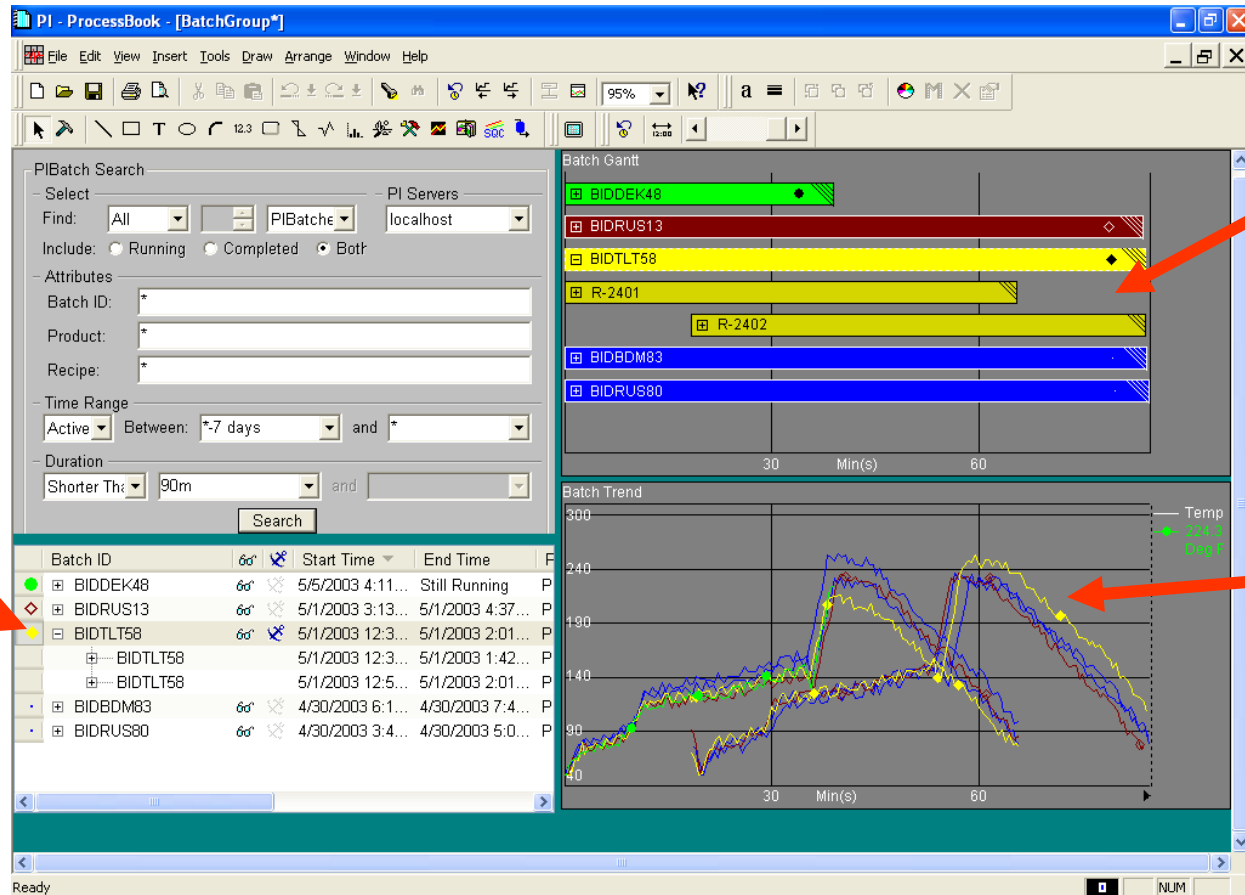 PI - ProcessBook - [BatchGroup*]
File Edit View Insert Tools Draw Arrange Window Help
95% a
T 12.3 SQC 12:00
PIBatch Search
Select PI Servers
Find: All PIBatche localhost
Include: Running Completed Both
Attributes
Batch ID: *
Product: *
Recipe: *
Time Range
Active Between: *-7 days and *
Duration
Shorter Tha 90m and
Search
Batch ID Start Time End Time P
BIDDEK48 5/5/2003 4:11... Still Running P
BIDRUS13 5/1/2003 3:13... 5/1/2003 4:37... P
BIDTLT58 5/1/2003 12:3... 5/1/2003 2:01... P
BIDTLT58 5/1/2003 12:3... 5/1/2003 1:42... P
BIDTLT58 5/1/2003 12:5... 5/1/2003 2:01... P
BIDBDM83 4/30/2003 6:1... 4/30/2003 7:4... P
BIDRUS80 4/30/2003 3:4... 4/30/2003 5:0... P
Batch Gantt
BIDDEK48
BIDRUS13
BIDTLT58
R-2401
R-2402
BIDBDM83
BIDRUS80
30 Min(s) 60
Batch Trend
300
240
190
140
90
40
30 Min(s) 60
Temp
224.3
Deg F
Ready NUM